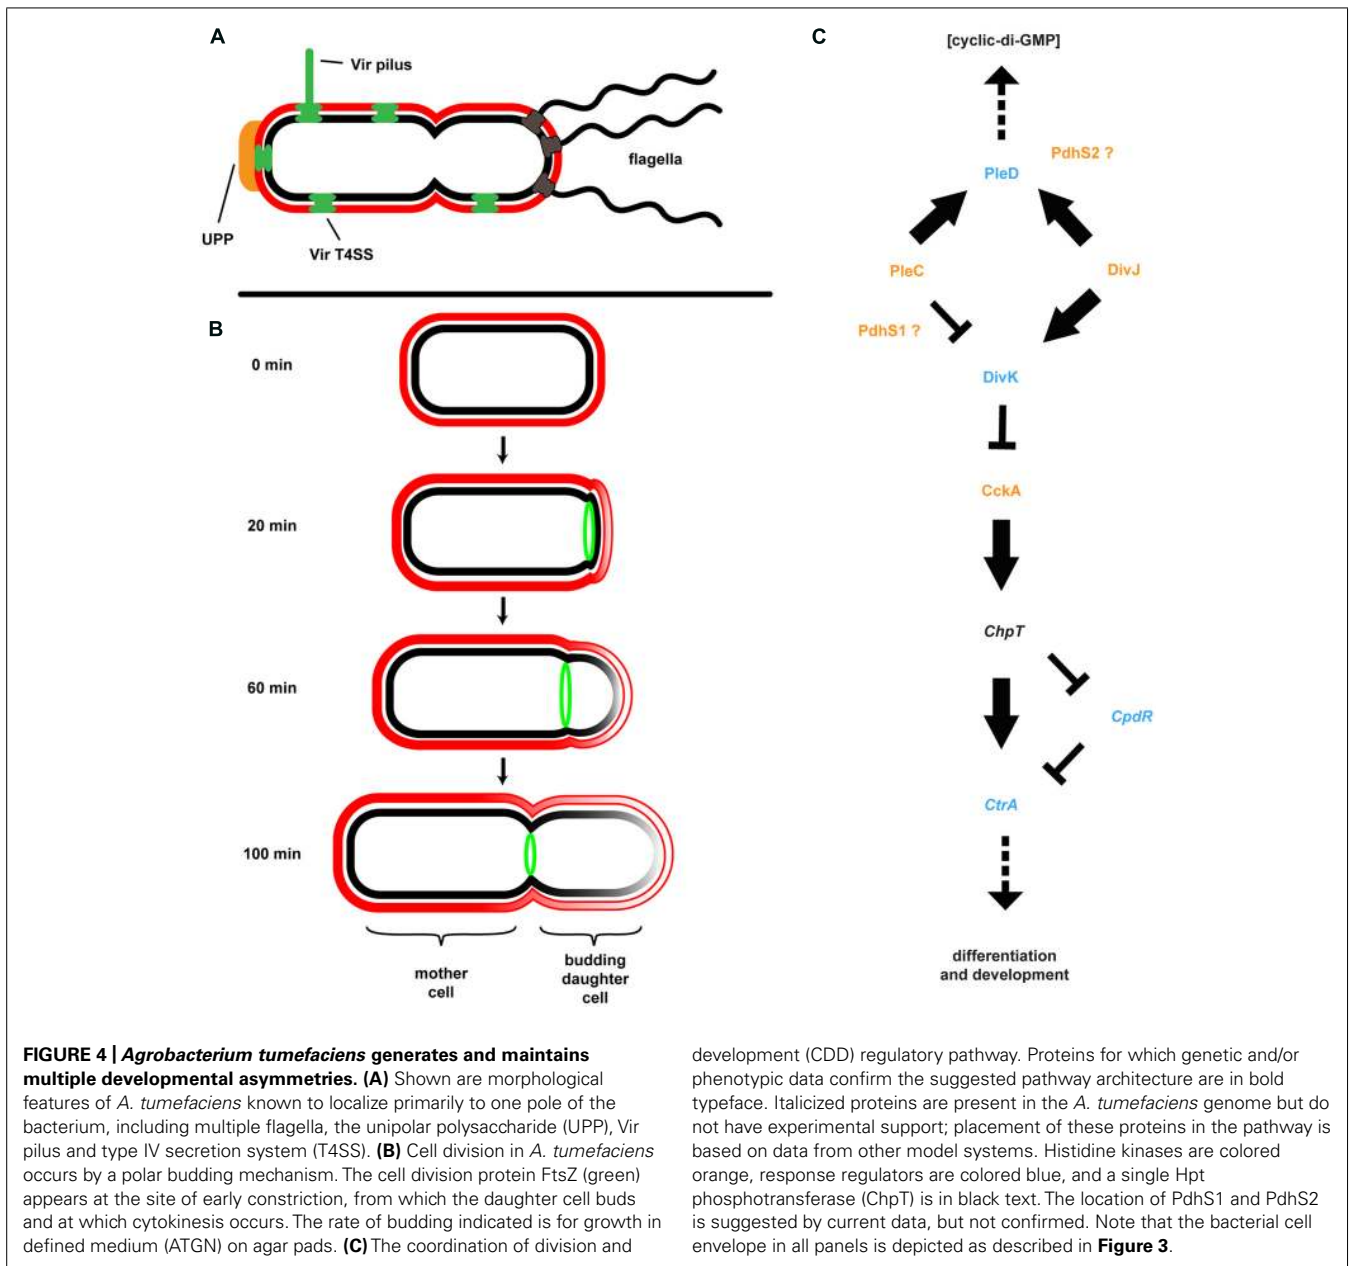 A
Vir pilus
flagella
UPP
Vir T4SS
B
0 min
20 min
60 min
100 min
mother
cell
budding
daughter
cell
C
[cyclic-di-GMP]
PdhS2 ?
PleD
PleC
DivJ
PdhS1 ?
DivK
CckA
ChpT
CpdR
CtrA
differentiation
and development
FIGURE 4 | Agrobacterium tumefaciens generates and maintains
multiple developmental asymmetries. (A) Shown are morphological
features of A. tumefaciens known to localize primarily to one pole of the
bacterium, including multiple flagella, the unipolar polysaccharide (UPP), Vir
pilus and type IV secretion system (T4SS). (B) Cell division in A. tumefaciens
occurs by a polar budding mechanism. The cell division protein FtsZ (green)
appears at the site of early constriction, from which the daughter cell buds
and at which cytokinesis occurs. The rate of budding indicated is for growth in
defined medium (ATGN) on agar pads. (C) The coordination of division and
development (CDD) regulatory pathway. Proteins for which genetic and/or
phenotypic data confirm the suggested pathway architecture are in bold
typeface. Italicized proteins are present in the A. tumefaciens genome but do
not have experimental support; placement of these proteins in the pathway is
based on data from other model systems. Histidine kinases are colored
orange, response regulators are colored blue, and a single Hpt
phosphotransferase (ChpT) is in black text. The location of PdhS1 and PdhS2
is suggested by current data, but not confirmed. Note that the bacterial cell
envelope in all panels is depicted as described in Figure 3.